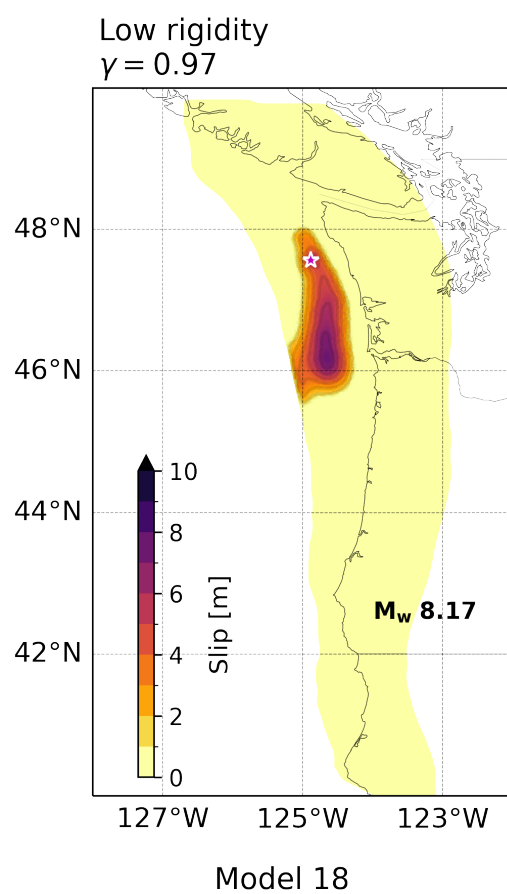 Low rigidity
γ = 0.97
48°N
46°N
44°N
42°N
10
8
6
4
2
0
Slip [m]
Mw 8.17
127°W 125°W 123°W
Model 18